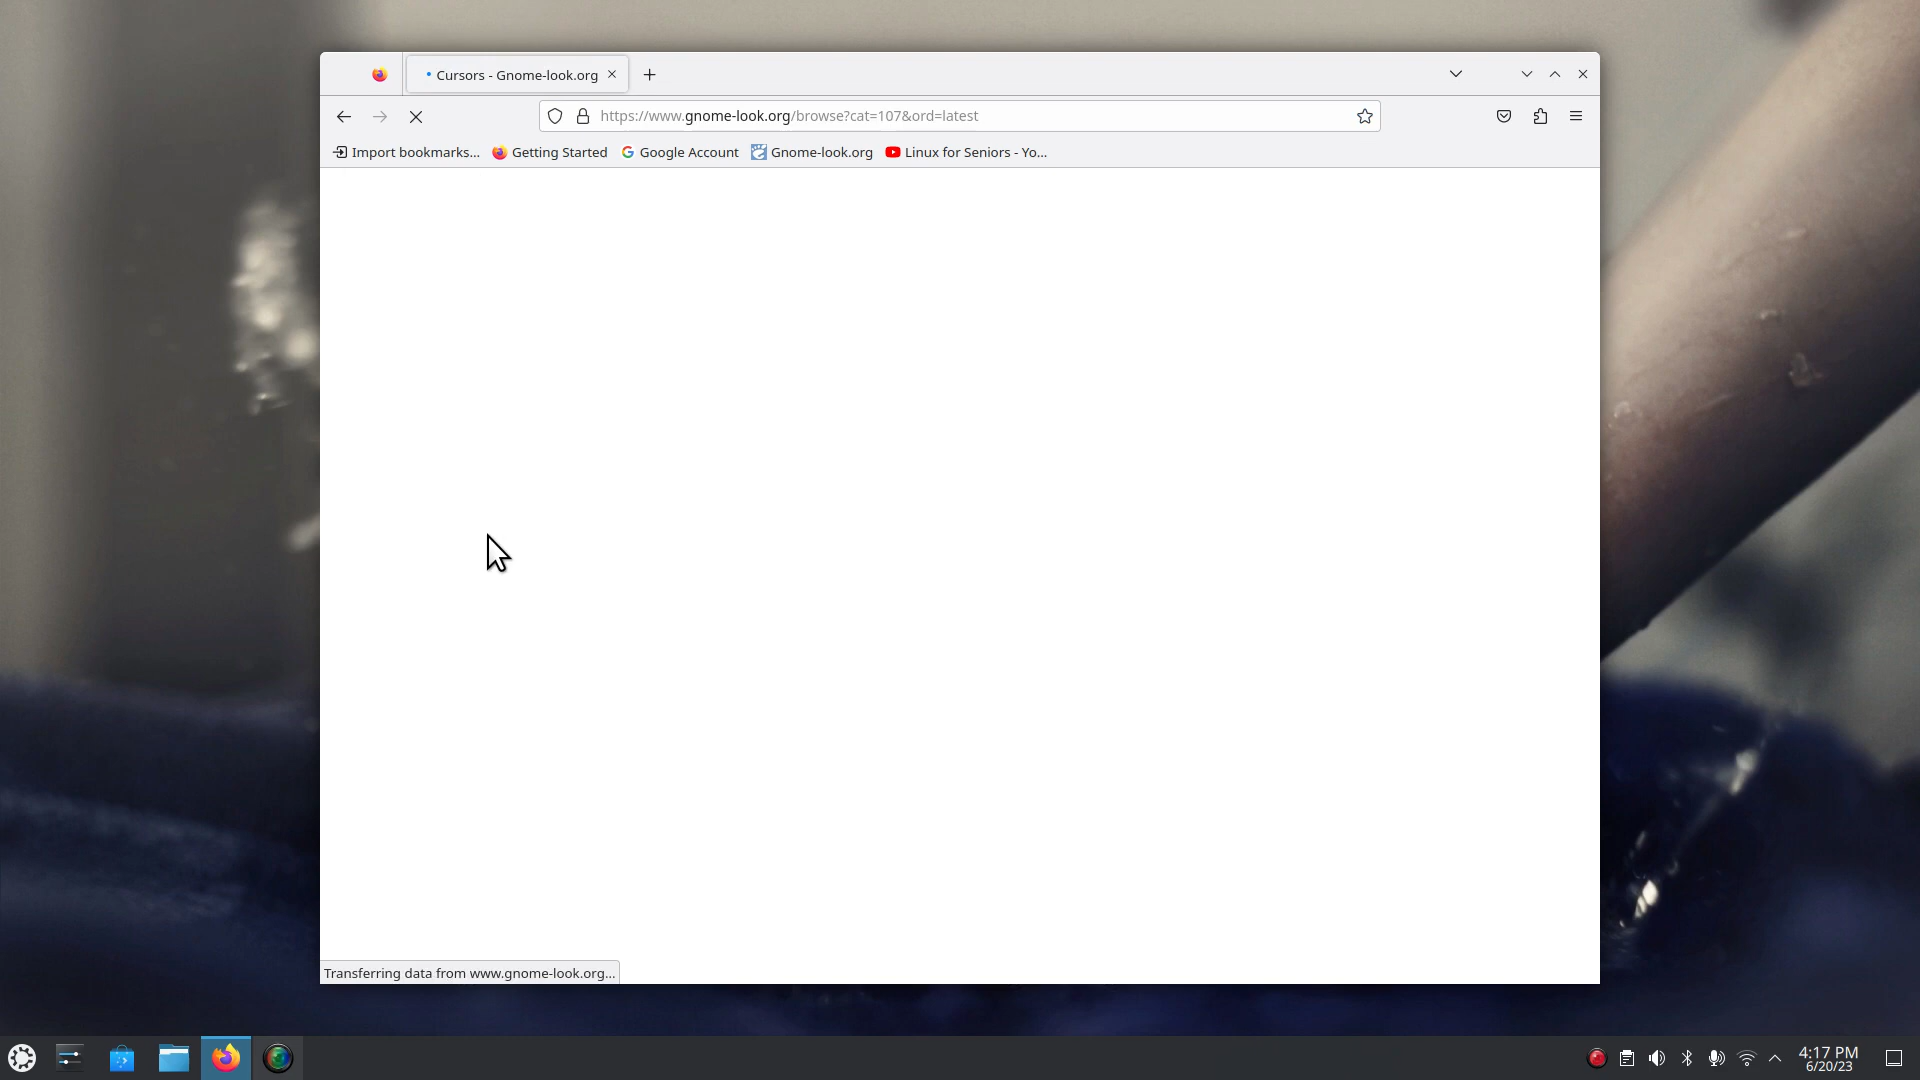 Cursors - Gnome-look.org
https://www.gnome-look.org/browse?cat=107&ord=latest
Import bookmarks... Getting Started Google Account Gnome-look.org Linux for Seniors - Yo...
Transferring data from www.gnome-look.org...
4:17 PM
6/20/23